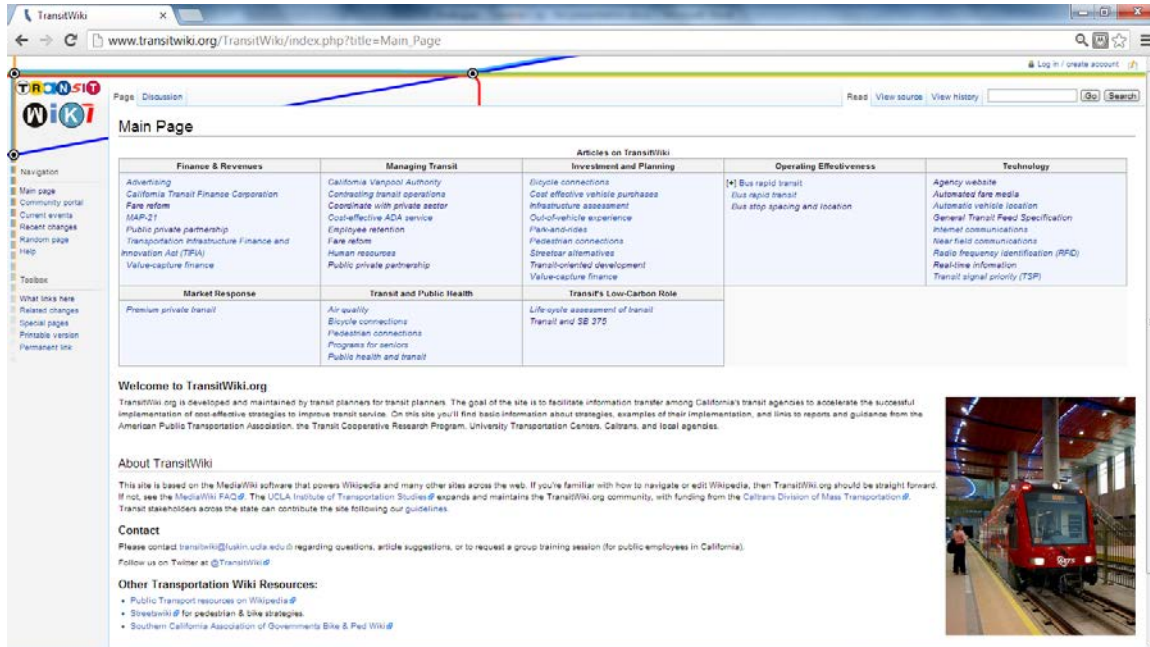 TransitWiki
www.transitwiki.org/TransitWiki/index.php?title=Main_Page
Log in / create account
TRANSIT
WiKi
Page Discussion
Read View source View history
Go Search
Main Page
Navigation
Main page
Community portal
Current events
Recent changes
Random page
Help
Toolbox
What links here
Related changes
Special pages
Printable version
Permanent link
Articles on TransitWiki
Finance & Revenues
Advertising
California Transit Finance Corporation
Fare reform
MAP-21
Public private partnership
Transportation Infrastructure Finance and
Innovation Act (TIFIA)
Value-capture finance
Managing Transit
California Vanpool Authority
Contracting transit operations
Coordinate with private sector
Cost-effective ADA service
Employee retention
Fare reform
Human resources
Public private partnership
Investment and Planning
Bicycle connections
Cost effective vehicle purchases
Infrastructure assessment
Out-of-vehicle experience
Park-and-rides
Pedestrian connections
Streetcar alternatives
Transit-oriented development
Value-capture finance
Operating Effectiveness
[+] Bus rapid transit
Bus rapid transit
Bus stop spacing and location
Technology
Agency website
Automated fare media
Automatic vehicle location
General Transit Feed Specification
Internet communications
Near field communications
Radio frequency identification (RFID)
Real-time infomation
Transit signal priority (TSP)
Market Response
Premium private transit
Transit and Public Health
Air quality
Bicycle connections
Pedestrian connections
Programs for seniors
Public health and transit
Transit's Low-Carbon Role
Life-cycle assessment of transit
Transit and SB 375
Welcome to TransitWiki.org
TransitWiki.org is developed and maintained by transit planners for transit planners. The goal of the site is to facilitate information transfer among California's transit agencies to accelerate the successful
implementation of cost-effective strategies to improve transit service. On this site you'll find basic information about strategies, examples of their implementation, and links to reports and guidance from the
American Public Transportation Association, the Transit Cooperative Research Program, University Transportation Centers, Caltrans, and local agencies.
About TransitWiki
This site is based on the MediaWiki software that powers Wikipedia and many other sites across the web. If you're familiar with how to navigate or edit Wikipedia, then TransitWiki.org should be straight forward.
If not, see the MediaWiki FAQ. The UCLA Institute of Transportation Studies expands and maintains the TransitWiki.org community, with funding from the Caltrans Division of Mass Transportation.
Transit stakeholders across the state can contribute the site following our guidelines.
Contact
Please contact transitwiki@luskin.ucla.edu regarding questions, article suggestions, or to request a group training session (for public employees in California).
Follow us on Twitter at @TransitWiki
Other Transportation Wiki Resources:
• Public Transport resources on Wikipedia
• Streetswiki for pedestrian & bike strategies.
• Southern California Association of Governments Bike & Ped Wiki